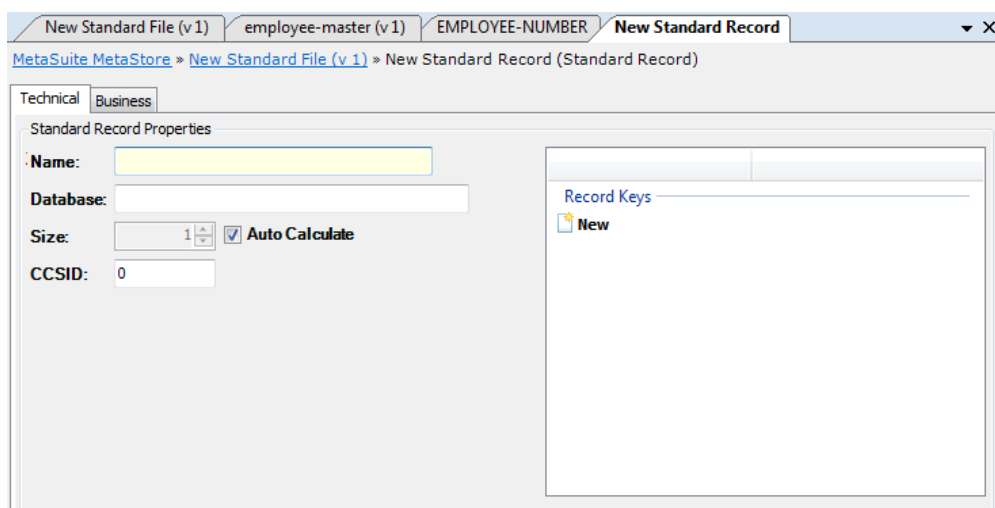 New Standard File (v 1) employee-master (v 1) EMPLOYEE-NUMBER New Standard Record
MetaSuite MetaStore » New Standard File (v 1) » New Standard Record (Standard Record)
Technical Business
Standard Record Properties
Name:
Database:
Size: 1 Auto Calculate
CCSID: 0
Record Keys
New